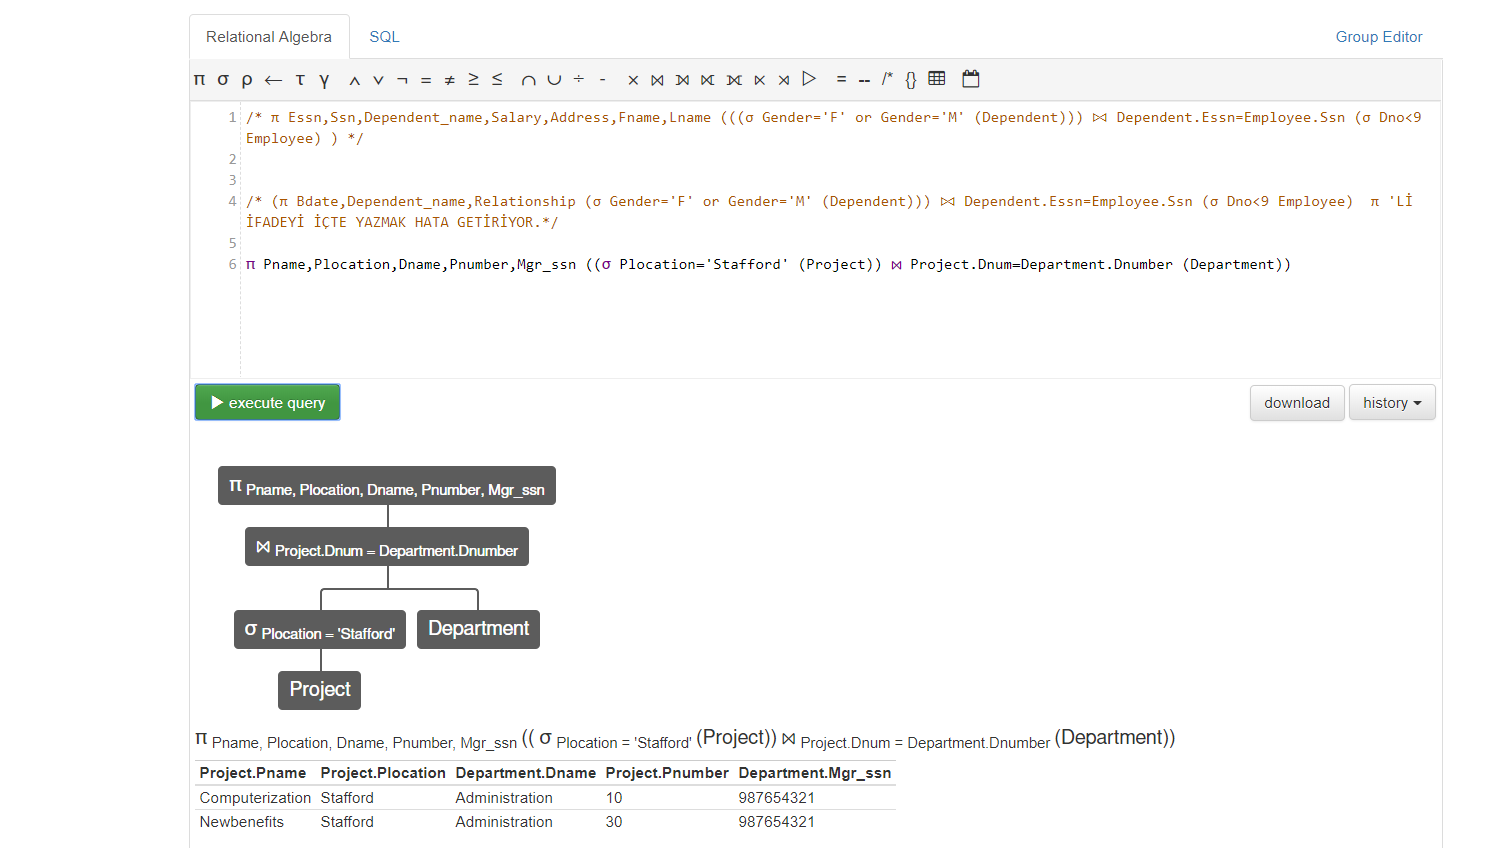 Relational Algebra SQL Group Editor
π σ ρ ← τ γ ∧ ∨ ¬ = ≠ ≥ ≤ ∩ ∪ ÷ - ⨯ ⋈ ⟕ ⟖ ⟗ ⋉ ⋊ ▷ = -- /* {}
1 /* π Essn,Ssn,Dependent_name,Salary,Address,Fname,Lname (((σ Gender='F' or Gender='M' (Dependent))) ⋈ Dependent.Essn=Employee.Ssn (σ Dno<9
Employee) ) */
2
3
4 /* (π Bdate,Dependent_name,Relationship (σ Gender='F' or Gender='M' (Dependent))) ⋈ Dependent.Essn=Employee.Ssn (σ Dno<9 Employee)  π 'Lİ
İFADEYİ İÇTE YAZMAK HATA GETİRİYOR.*/
5
6 π Pname,Plocation,Dname,Pnumber,Mgr_ssn ((σ Plocation='Stafford' (Project)) ⋈ Project.Dnum=Department.Dnumber (Department))
▶ execute query download history
π Pname, Plocation, Dname, Pnumber, Mgr_ssn
⋈ Project.Dnum = Department.Dnumber
σ Plocation = 'Stafford' Department
Project
π Pname, Plocation, Dname, Pnumber, Mgr_ssn (( σ Plocation = 'Stafford' (Project)) ⋈ Project.Dnum = Department.Dnumber (Department))
Project.Pname Project.Plocation Department.Dname Project.Pnumber Department.Mgr_ssn
Computerization Stafford Administration 10 987654321
Newbenefits Stafford Administration 30 987654321